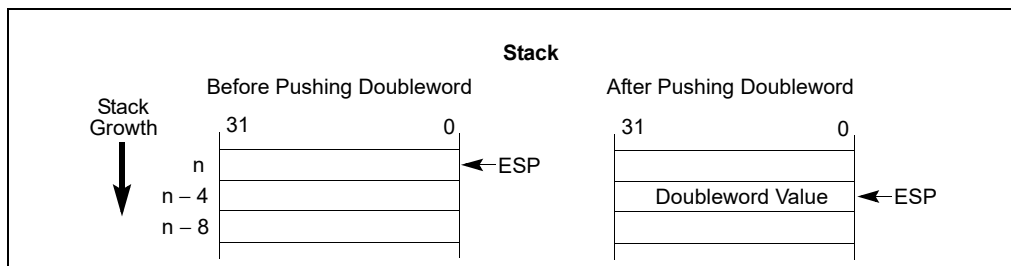 Stack
Before Pushing Doubleword
After Pushing Doubleword
Stack
Growth
31
0
31
0
n
ESP
n − 4
Doubleword Value
ESP
n − 8